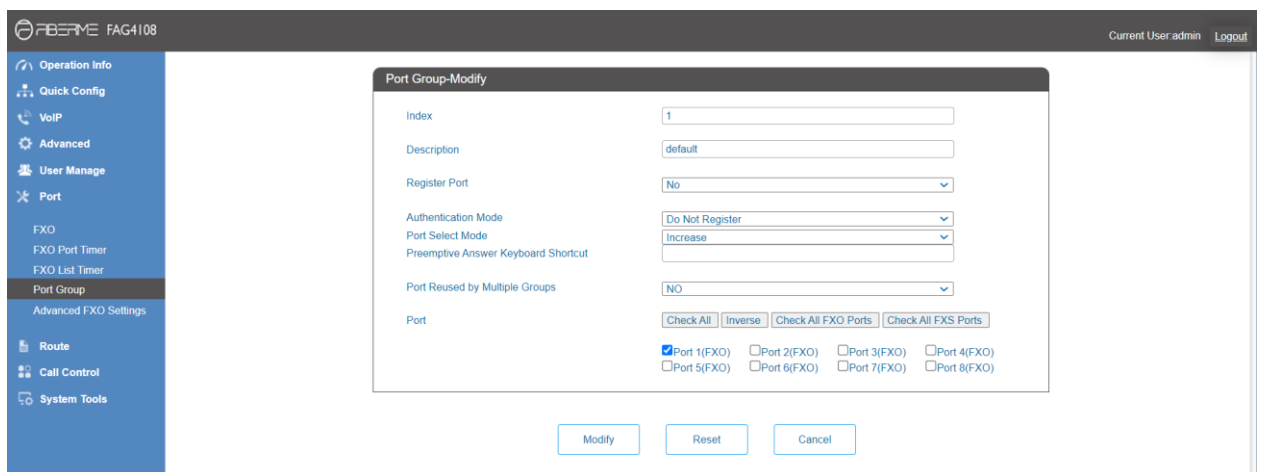 FIBERME FAG4108
Current User:admin Logout
Operation Info
Quick Config
VoIP
Advanced
User Manage
Port
FXO
FXO Port Timer
FXO List Timer
Port Group
Advanced FXO Settings
Route
Call Control
System Tools
Port Group-Modify
Index 1
Description default
Register Port No
Authentication Mode Do Not Register
Port Select Mode Increase
Preemptive Answer Keyboard Shortcut
Port Reused by Multiple Groups NO
Port Check All Inverse Check All FXO Ports Check All FXS Ports
Port 1(FXO) Port 2(FXO) Port 3(FXO) Port 4(FXO)
Port 5(FXO) Port 6(FXO) Port 7(FXO) Port 8(FXO)
Modify Reset Cancel